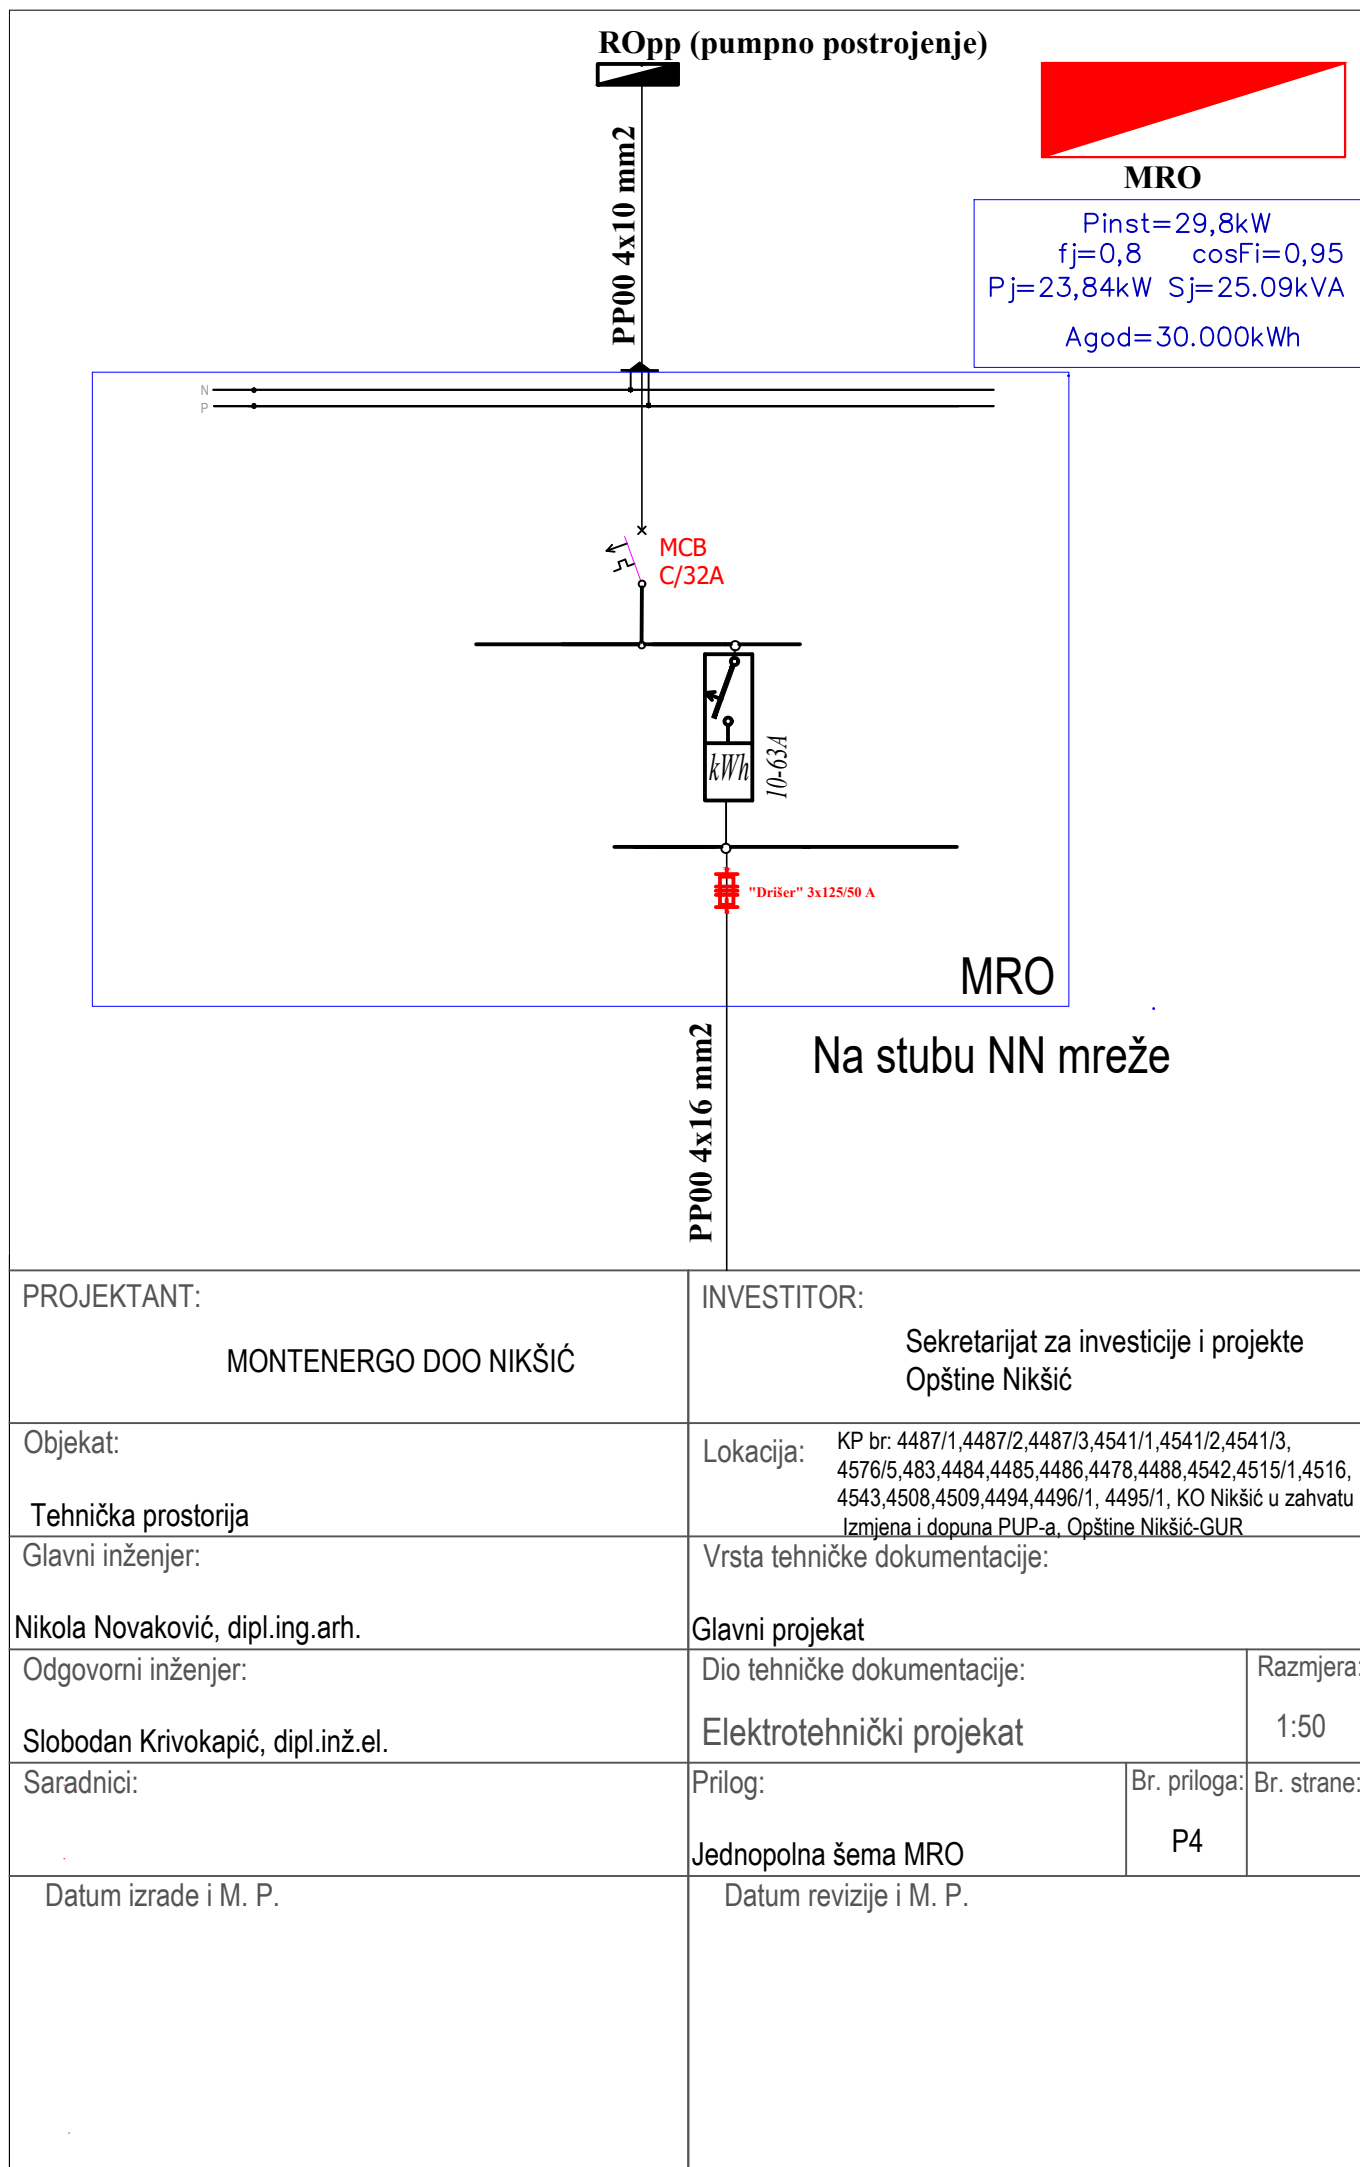 ROpp (pumpno postrojenje)
PP00 4x10 mm2
MRO
Pinst=29,8kW
fj=0,8 cosFi=0,95
Pj=23,84kW Sj=25.09kVA
Agod=30.000kWh
N
P
MCB
C/32A
kWh
10-63A
"Drišer" 3x125/50 A
MRO
Na stubu NN mreže
PP00 4x16 mm2
PROJEKTANT:
MONTENERGO DOO NIKŠIĆ
INVESTITOR:
Sekretarijat za investicije i projekte
Opštine Nikšić
Objekat:
Tehnička prostorija
Lokacija:
KP br: 4487/1,4487/2,4487/3,4541/1,4541/2,4541/3,
4576/5,483,4484,4485,4486,4478,4488,4542,4515/1,4516,
4543,4508,4509,4494,4496/1, 4495/1, KO Nikšić u zahvatu
Izmjena i dopuna PUP-a, Opštine Nikšić-GUR
Glavni inženjer:
Nikola Novaković, dipl.ing.arh.
Vrsta tehničke dokumentacije:
Glavni projekat
Odgovorni inženjer:
Slobodan Krivokapić, dipl.inž.el.
Dio tehničke dokumentacije:
Elektrotehnički projekat
Razmjera:
1:50
Saradnici:
Prilog:
Jednopolna šema MRO
Br. priloga:
P4
Br. strane:
Datum izrade i M. P.
Datum revizije i M. P.